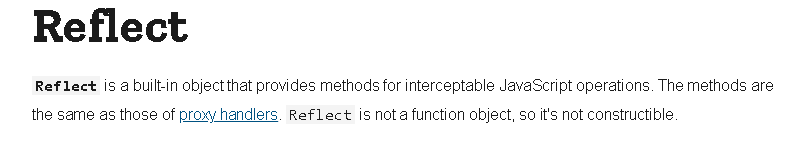 Reflect
Reflect is a built-in object that provides methods for interceptable JavaScript operations. The methods are
the same as those of proxy handlers. Reflect is not a function object, so it's not constructible.